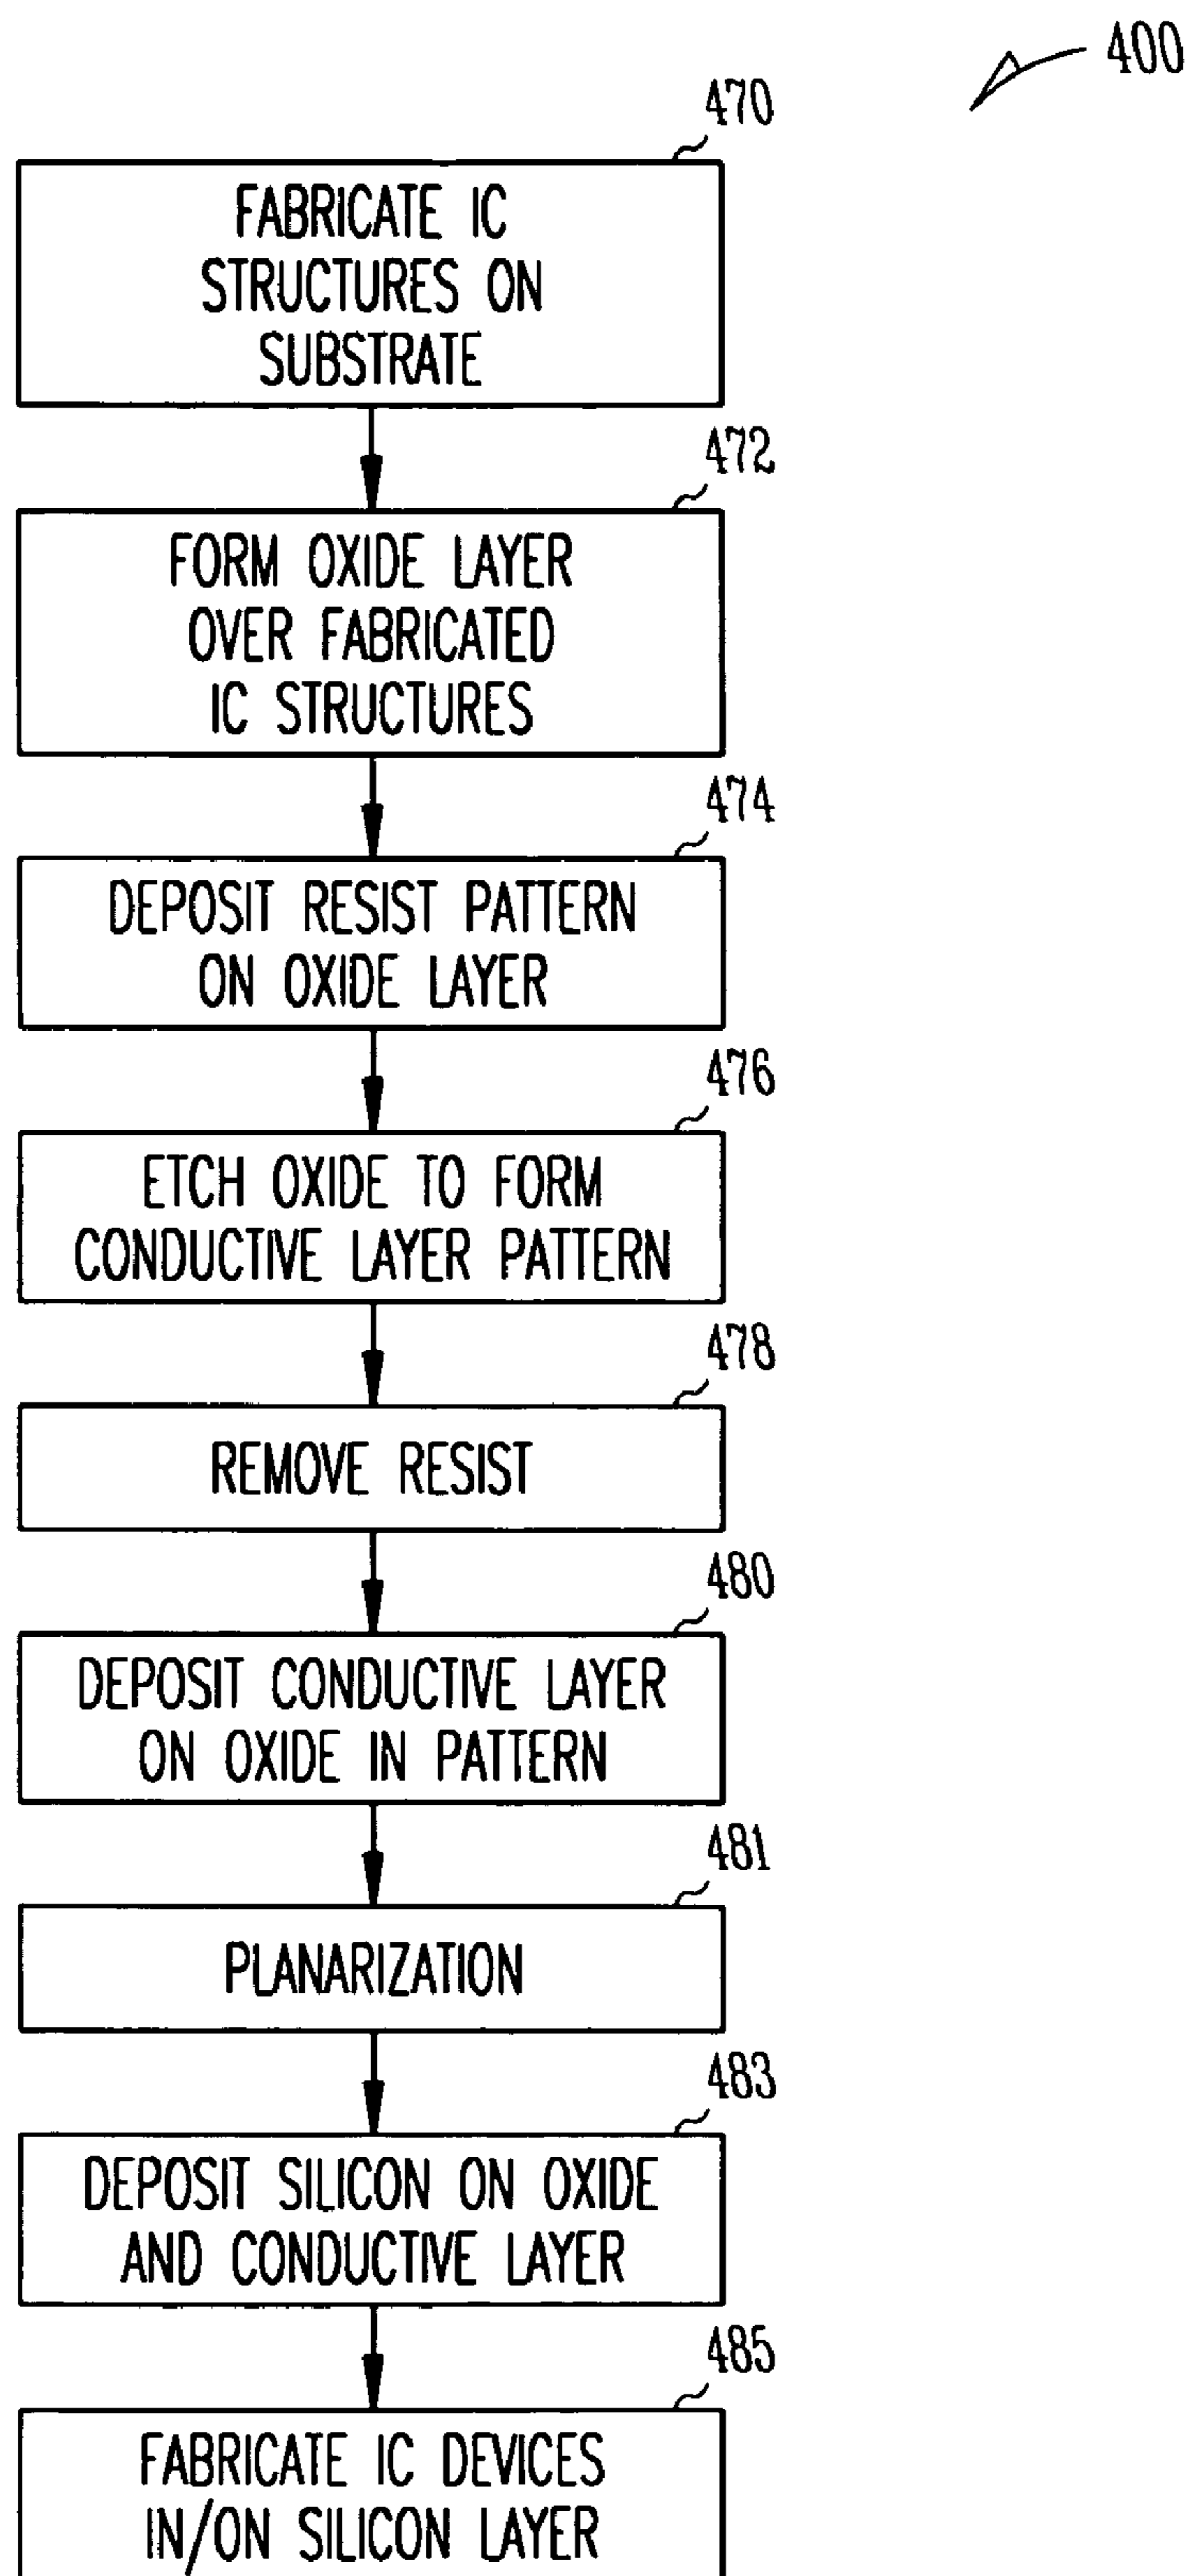 400
470
FABRICATE IC
STRUCTURES ON
SUBSTRATE
472
FORM OXIDE LAYER
OVER FABRICATED
IC STRUCTURES
474
DEPOSIT RESIST PATTERN
ON OXIDE LAYER
476
ETCH OXIDE TO FORM
CONDUCTIVE LAYER PATTERN
478
REMOVE RESIST
480
DEPOSIT CONDUCTIVE LAYER
ON OXIDE IN PATTERN
481
PLANARIZATION
483
DEPOSIT SILICON ON OXIDE
AND CONDUCTIVE LAYER
485
FABRICATE IC DEVICES
IN/ON SILICON LAYER